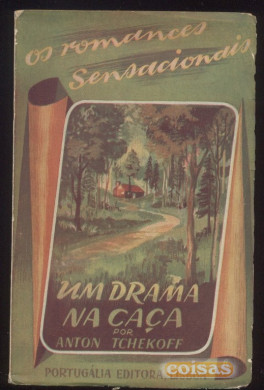 os romances
sensacionais
UM DRAMA
NA CAÇA
POR
ANTON TCHEKOFF
PORTUGÁLIA EDITORA
coisas